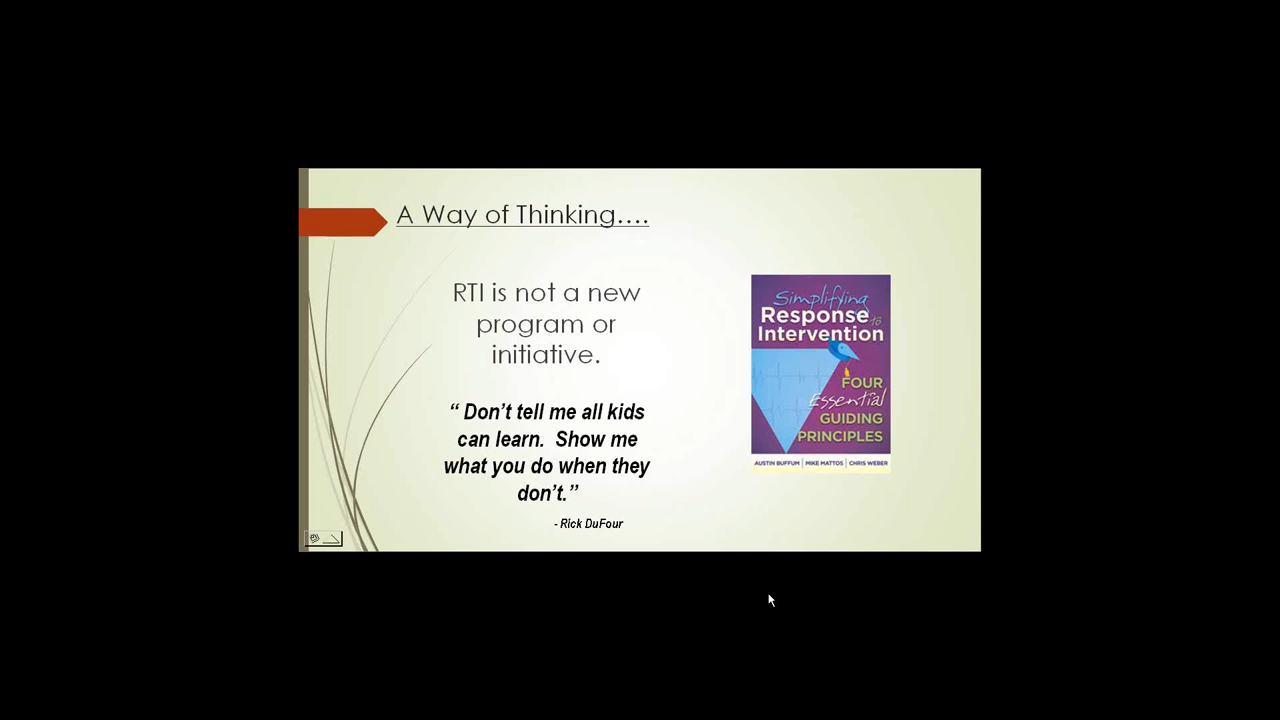 A Way of Thinking....
RTI is not a new
program or
initiative.
“ Don’t tell me all kids
can learn.  Show me
what you do when they
don’t.”
- Rick DuFour
Simplifying
Response to
Intervention
FOUR
Essential
GUIDING
PRINCIPLES
AUSTIN BUFFUM | MIKE MATTOS | CHRIS WEBER